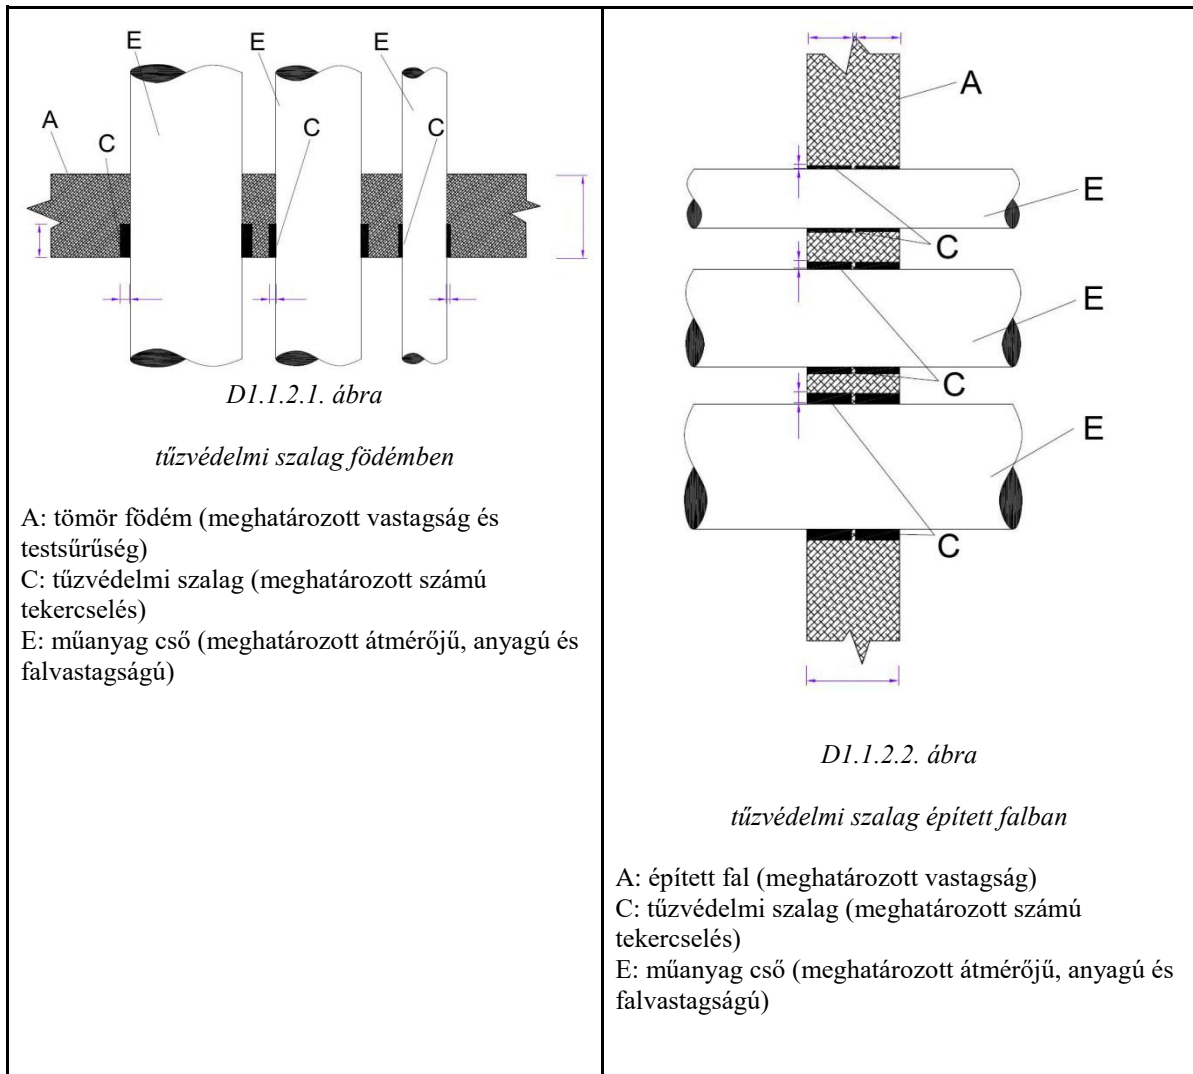 E
E
E
A
C
C
C
D1.1.2.1. ábra
tűzvédelmi szalag födémben
A: tömör födém (meghatározott vastagság és
testsűrűség)
C: tűzvédelmi szalag (meghatározott számú
tekercselés)
E: műanyag cső (meghatározott átmérőjű, anyagú és
falvastagságú)
A
E
C
E
C
E
C
D1.1.2.2. ábra
tűzvédelmi szalag épített falban
A: épített fal (meghatározott vastagság)
C: tűzvédelmi szalag (meghatározott számú
tekercselés)
E: műanyag cső (meghatározott átmérőjű, anyagú és
falvastagságú)